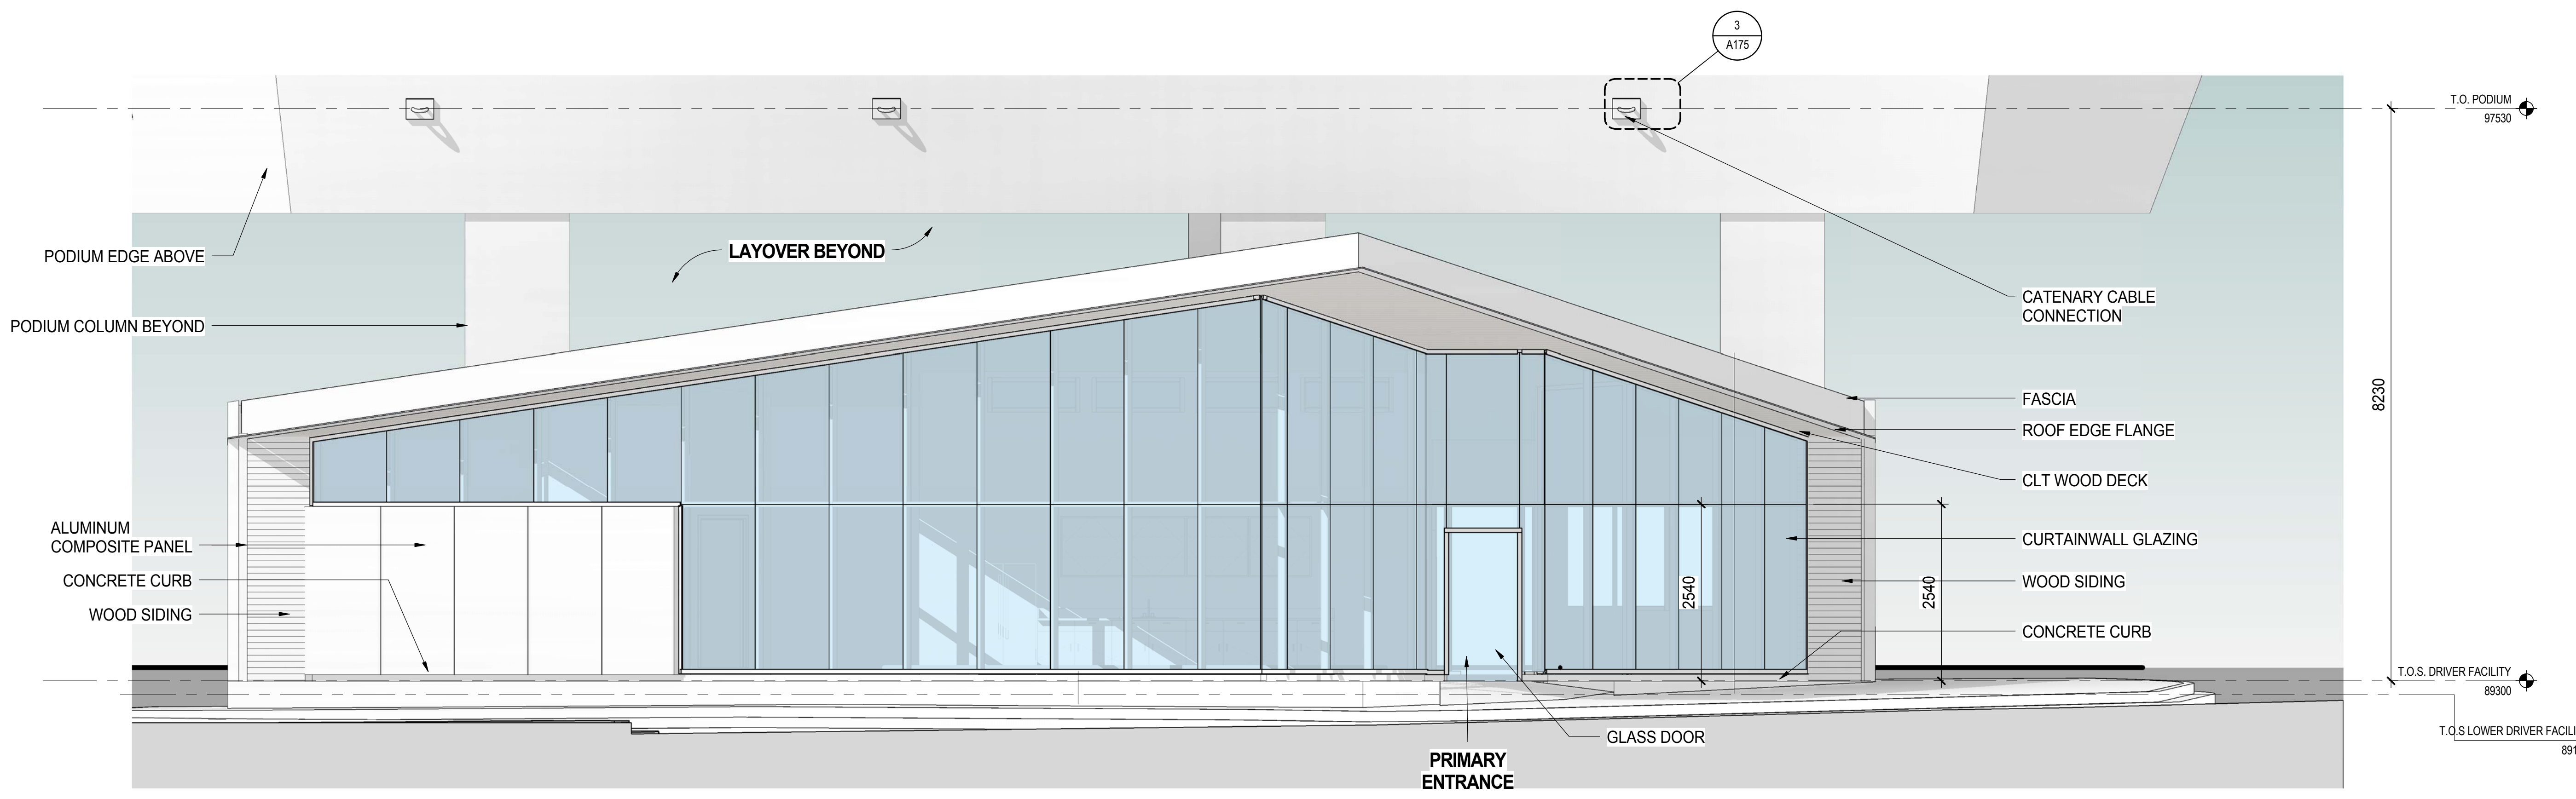 3
A175
T.O. PODIUM
97530
PODIUM EDGE ABOVE
LAYOVER BEYOND
PODIUM COLUMN BEYOND
CATENARY CABLE
CONNECTION
FASCIA
8230
ROOF EDGE FLANGE
CLT WOOD DECK
ALUMINUM
COMPOSITE PANEL
CURTAINWALL GLAZING
CONCRETE CURB
WOOD SIDING
2540
2540
WOOD SIDING
CONCRETE CURB
T.O.S. DRIVER FACILITY
89300
GLASS DOOR
T.O.S LOWER DRIVER FACILI
891
PRIMARY
ENTRANCE